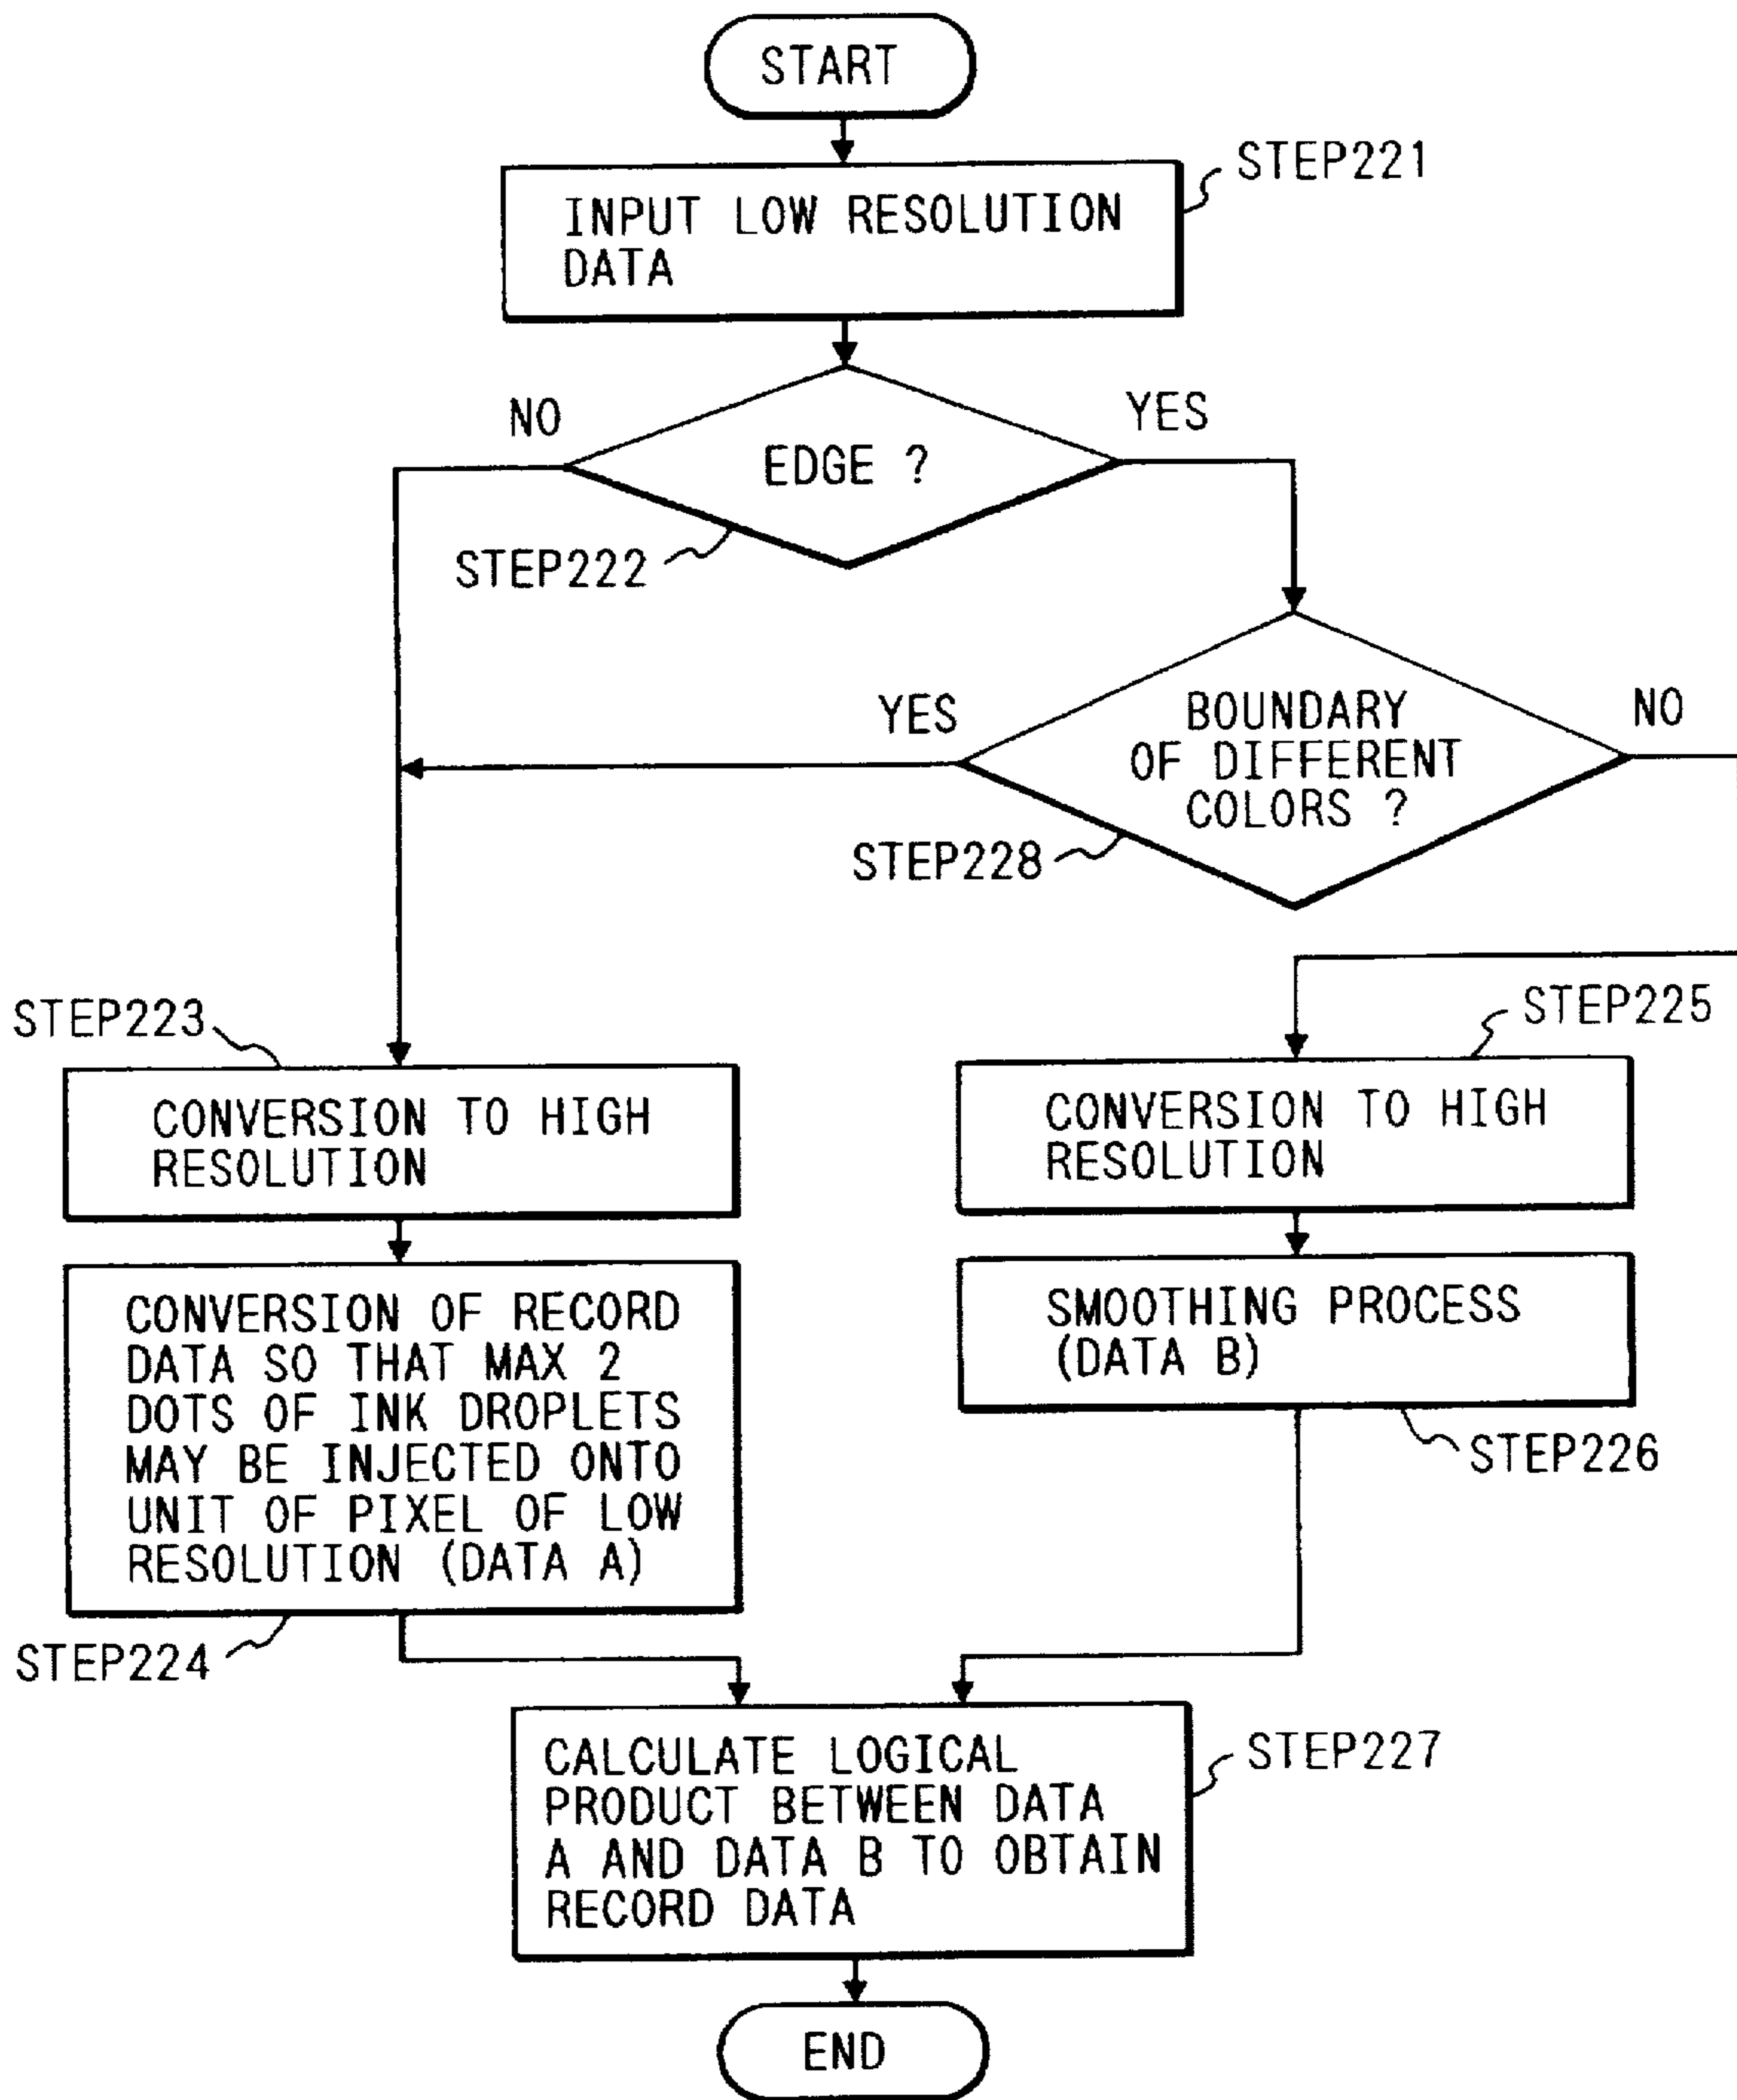 START
STEP221
INPUT LOW RESOLUTION
DATA
NO
YES
EDGE ?
STEP222
YES
NO
BOUNDARY
OF DIFFERENT
COLORS ?
STEP228
STEP223
STEP225
CONVERSION TO HIGH
RESOLUTION
CONVERSION TO HIGH
RESOLUTION
CONVERSION OF RECORD
DATA SO THAT MAX 2
DOTS OF INK DROPLETS
MAY BE INJECTED ONTO
UNIT OF PIXEL OF LOW
RESOLUTION (DATA A)
SMOOTHING PROCESS
(DATA B)
STEP226
STEP224
CALCULATE LOGICAL
PRODUCT BETWEEN DATA
A AND DATA B TO OBTAIN
RECORD DATA
STEP227
END